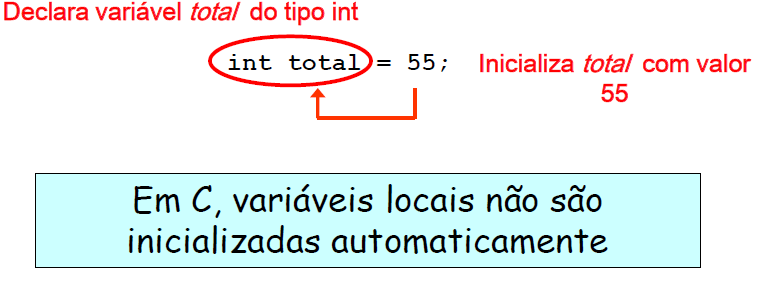 Declara variável total do tipo int
int total = 55;
Inicializa total com valor
55
Em C, variáveis locais não são
inicializadas automaticamente